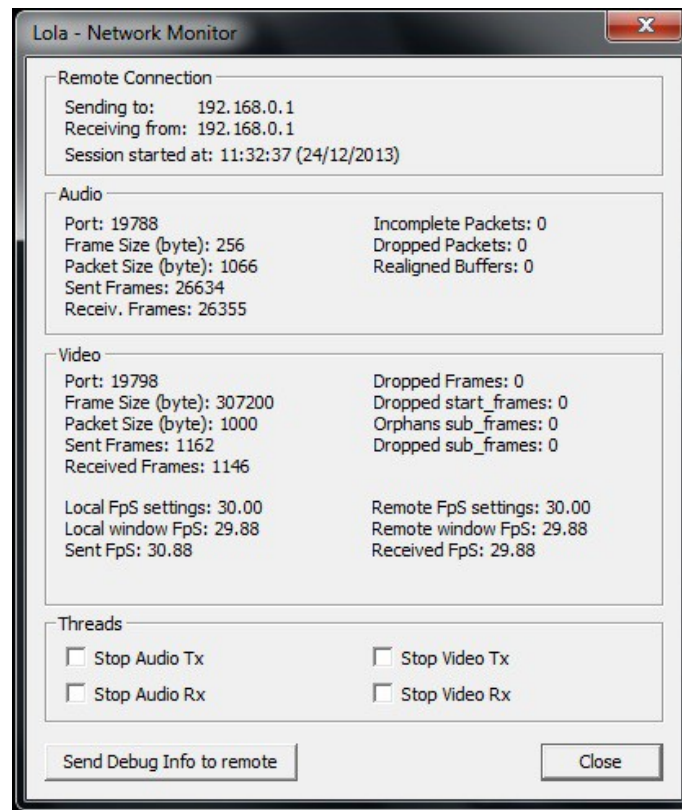 Lola - Network Monitor
Remote Connection
Sending to: 192.168.0.1
Receiving from: 192.168.0.1
Session started at: 11:32:37 (24/12/2013)
Audio
Port: 19788
Frame Size (byte): 256
Packet Size (byte): 1066
Sent Frames: 26634
Receiv. Frames: 26355
Incomplete Packets: 0
Dropped Packets: 0
Realigned Buffers: 0
Video
Port: 19798
Frame Size (byte): 307200
Packet Size (byte): 1000
Sent Frames: 1162
Received Frames: 1146
Dropped Frames: 0
Dropped start_frames: 0
Orphans sub_frames: 0
Dropped sub_frames: 0
Local FpS settings: 30.00
Local window FpS: 29.88
Sent FpS: 30.88
Remote FpS settings: 30.00
Remote window FpS: 29.88
Received FpS: 29.88
Threads
Stop Audio Tx
Stop Video Tx
Stop Audio Rx
Stop Video Rx
Send Debug Info to remote
Close